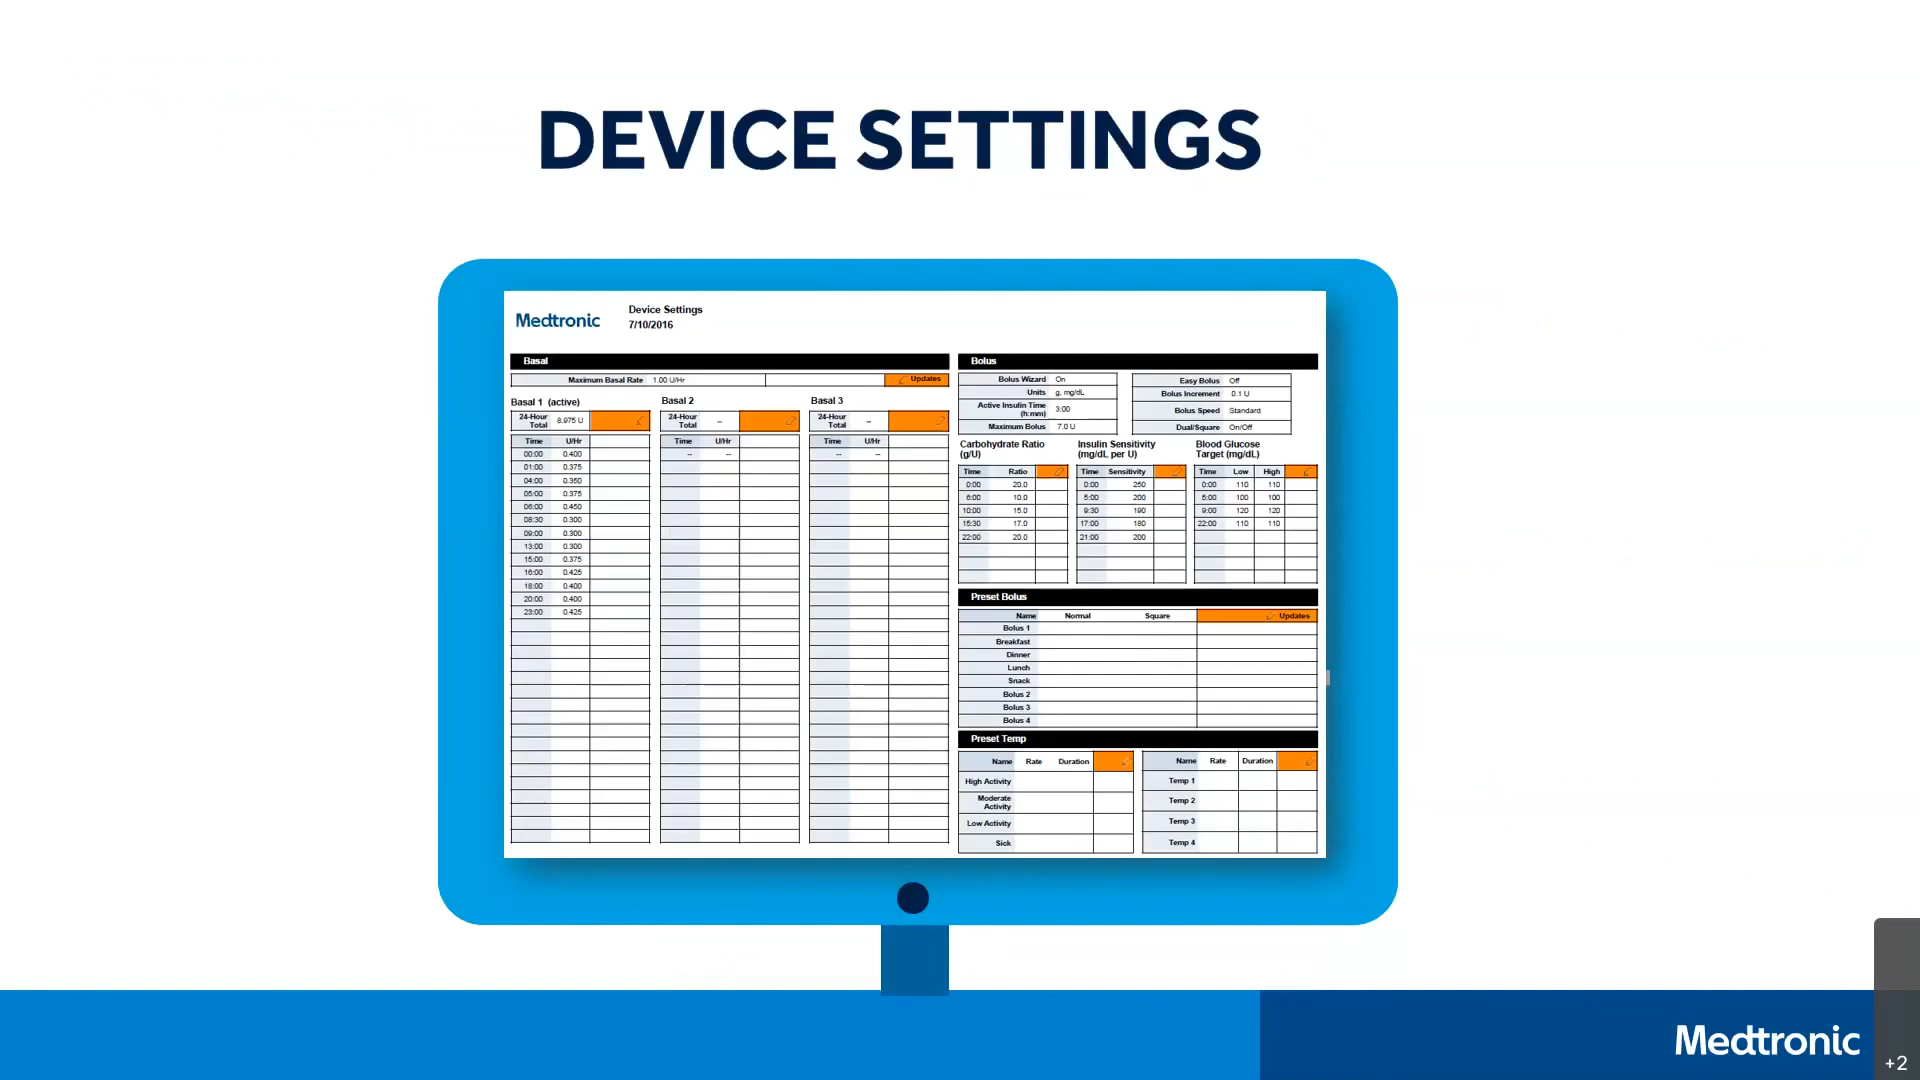 DEVICE SETTINGS
Medtronic
Device Settings
7/10/2016
Basal
Maximum Basal Rate 1.00 U/Hr
Updates
Basal 1 (active)
24-Hour Total 8.975 U
Time U/Hr
00:00 0.400
01:00 0.375
04:00 0.350
05:00 0.375
06:00 0.450
08:30 0.300
09:00 0.300
13:00 0.300
15:00 0.375
16:00 0.425
18:00 0.400
20:00 0.400
23:00 0.425
Basal 2
24-Hour Total --
Time U/Hr
-- --
Basal 3
24-Hour Total --
Time U/Hr
-- --
Bolus
Bolus Wizard On
Units g, mg/dL
Active Insulin Time (h:mm) 3:00
Maximum Bolus 7.0 U
Easy Bolus Off
Bolus Increment 0.1 U
Bolus Speed Standard
Dual/Square On/Off
Carbohydrate Ratio
(g/U)
Time Ratio
0:00 20.0
6:00 10.0
10:00 15.0
15:30 17.0
22:00 20.0
Insulin Sensitivity
(mg/dL per U)
Time Sensitivity
0:00 250
5:00 200
9:30 190
17:00 180
21:00 200
Blood Glucose
Target (mg/dL)
Time Low High
0:00 110 110
5:00 100 100
9:00 120 120
22:00 110 110
Preset Bolus
Name Normal Square Updates
Bolus 1
Breakfast
Dinner
Lunch
Snack
Bolus 2
Bolus 3
Bolus 4
Preset Temp
Name Rate Duration
High Activity
Moderate
Activity
Low Activity
Sick
Name Rate Duration
Temp 1
Temp 2
Temp 3
Temp 4
Medtronic
+2